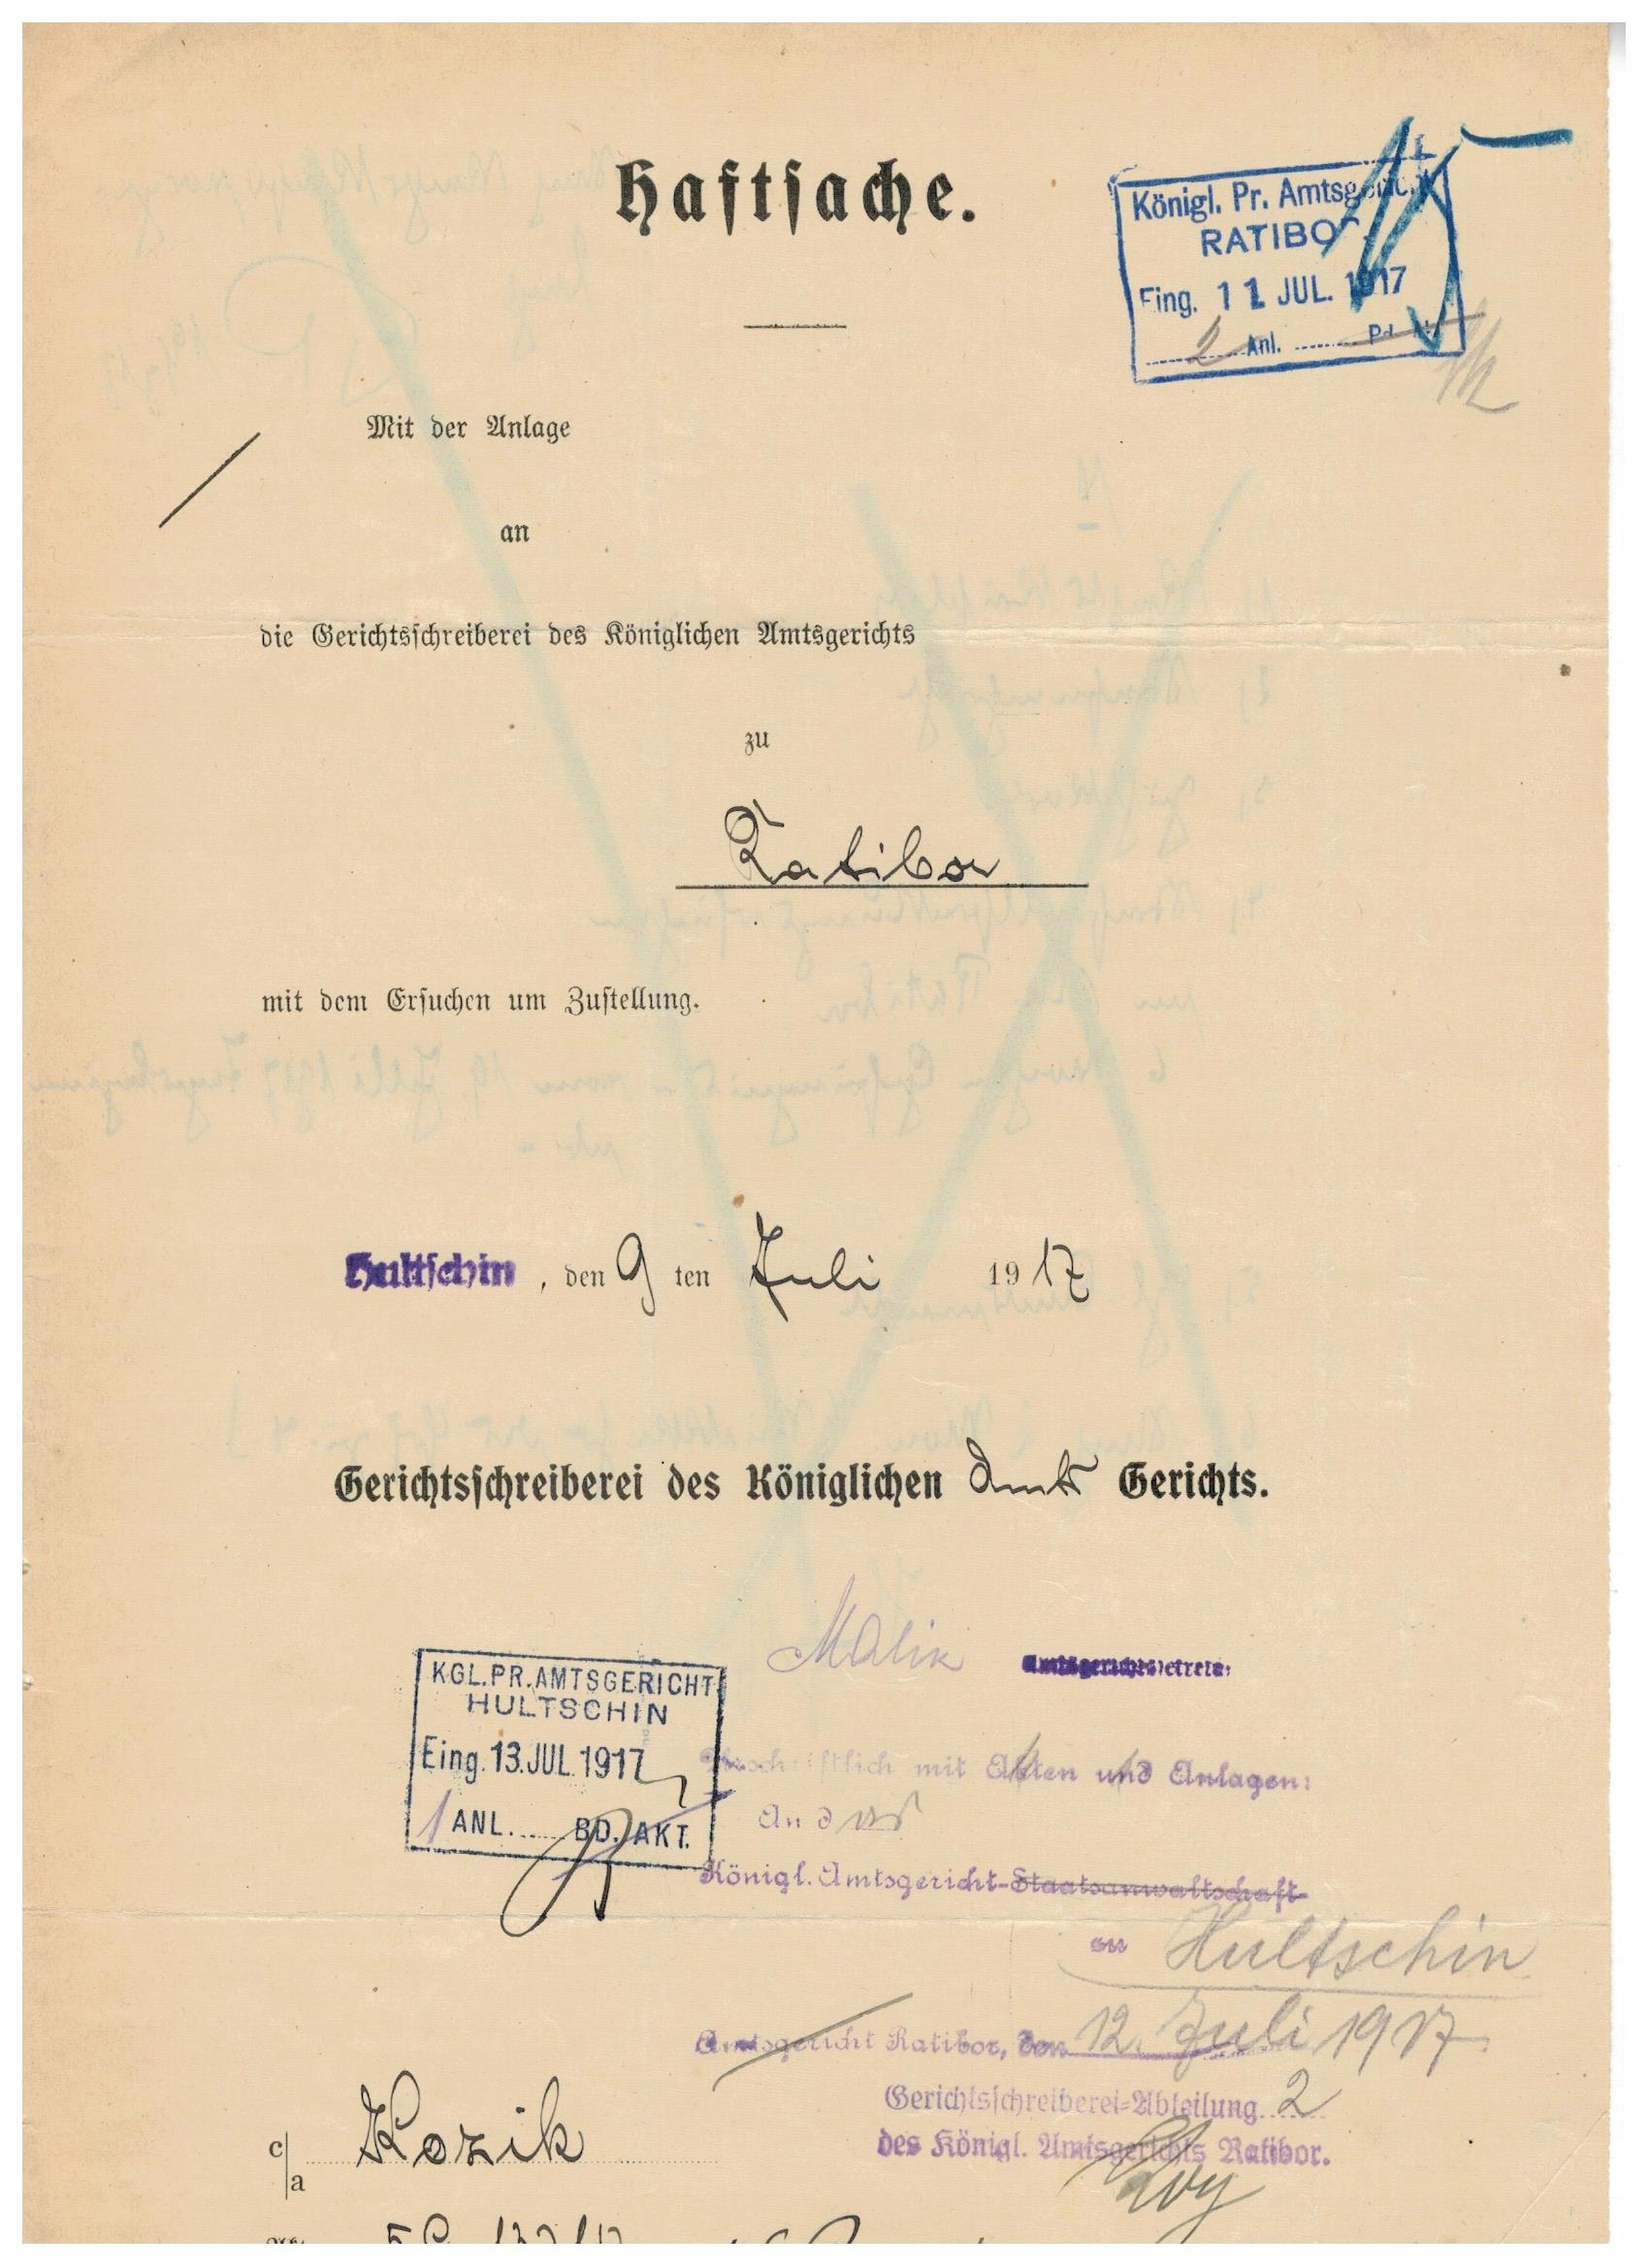 Haftsache.
Königl. Pr. Amtsgericht
RATIBOR
Eing. 11 JUL. 1917
2 Anl. Pd.
Mit der Anlage
an
die Gerichtsschreiberei des Königlichen Amtsgerichts
zu
Ratibor
mit dem Ersuchen um Zustellung.
Hultschin, den 9 ten Juli 1917
Gerichtsschreiberei des Königlichen Amts Gerichts.
Malik
KGL. PR. AMTSGERICHT
HULTSCHIN
Eing. 13. JUL. 1917
1 ANL. BD. AKT.
Urschriftlich mit Akten und Anlagen:
An das
Königl. Amtsgericht-Staatsanwaltschaft-
Hultschin
Amtsgericht Ratibor, den 12. Juli 1917
Gerichtsschreiberei-Abteilung 2
des Königl. Amtsgerichts Ratibor.
c/a Kozik